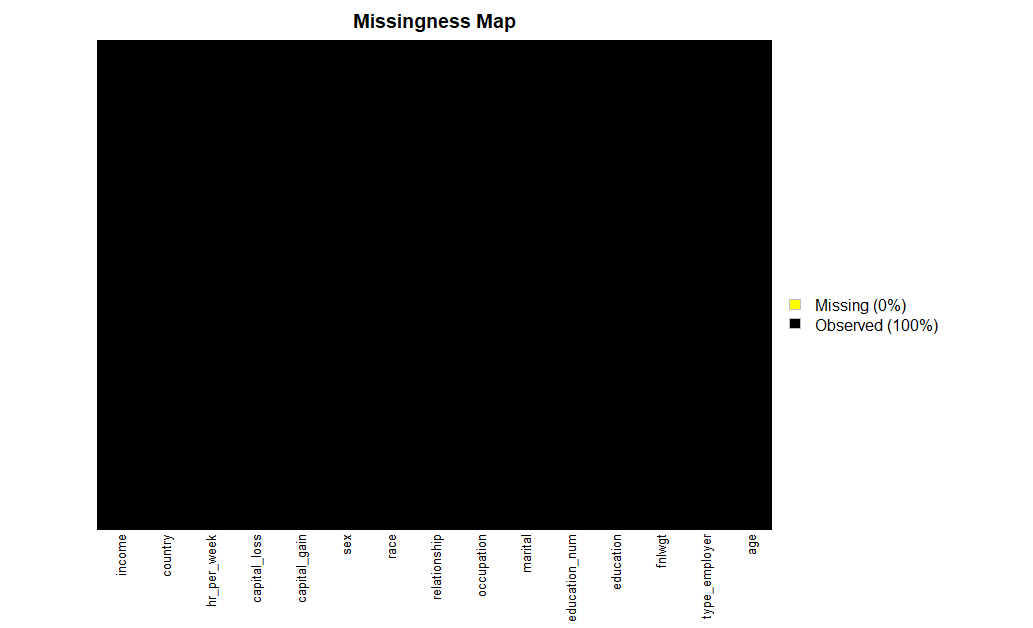 Missingness Map
Missing (0%)
Observed (100%)
income
country
hr_per_week
capital_loss
capital_gain
sex
race
relationship
occupation
marital
education_num
education
fnlwgt
type_employer
age